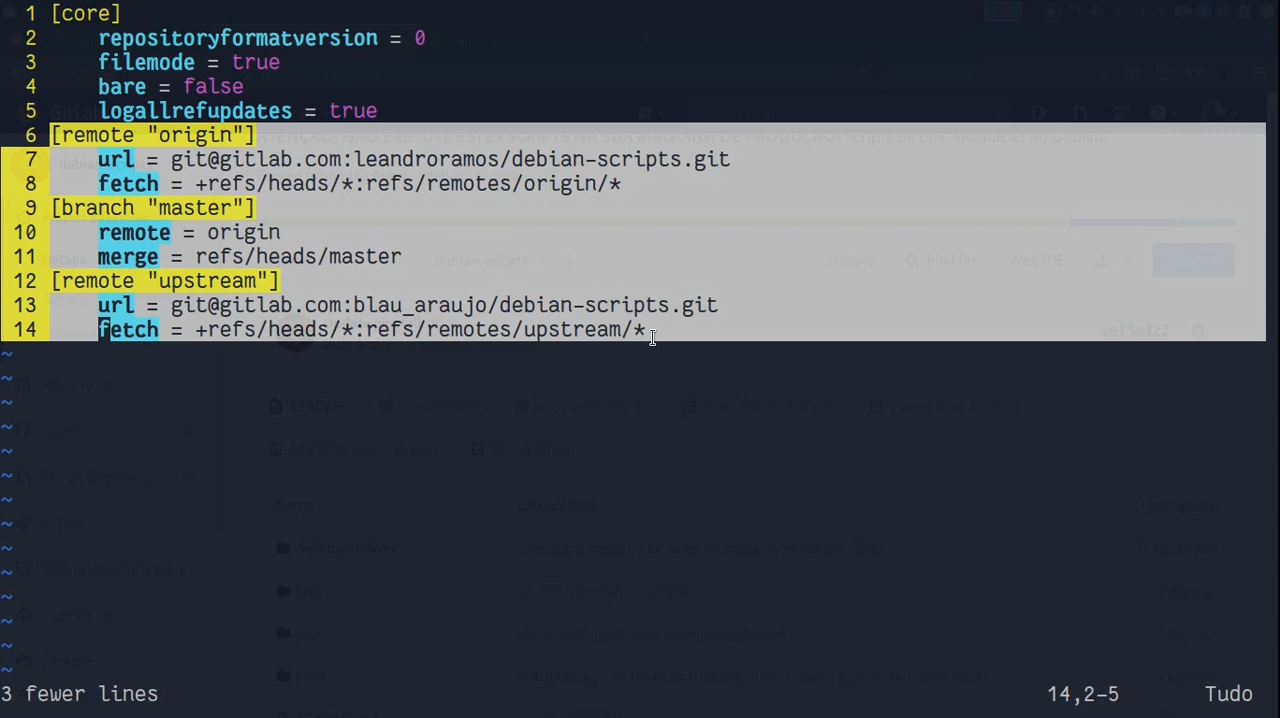 1 [core]
2 repositoryformatversion = 0
3 filemode = true
4 bare = false
5 logallrefupdates = true
6 [remote "origin"]
7 url = git@gitlab.com:leandroramos/debian-scripts.git
8 fetch = +refs/heads/*:refs/remotes/origin/*
9 [branch "master"]
10 remote = origin
11 merge = refs/heads/master
12 [remote "upstream"]
13 url = git@gitlab.com:blau_araujo/debian-scripts.git
14 fetch = +refs/heads/*:refs/remotes/upstream/*
~
~
~
~
~
~
~
~
~
~
~
~
~
~
3 fewer lines 14,2-5 Tudo